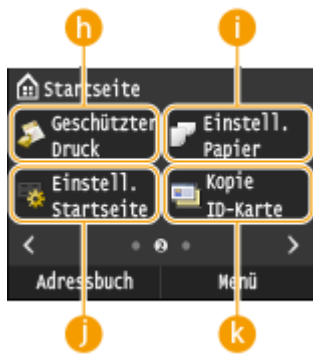 h i
Startseite
Geschützter Einstell.
Druck Papier
Einstell. Kopie
Startseite ID-Karte
< 2 >
Adressbuch Menü
j k